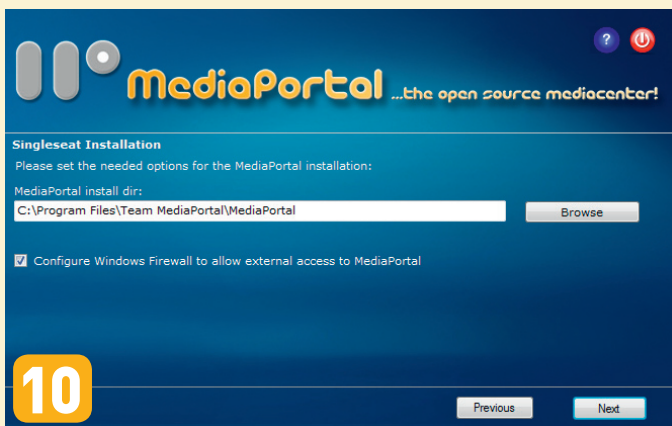 ?
MediaPortal ...the open source mediacenter!
Singleseat Installation
Please set the needed options for the MediaPortal installation:
MediaPortal install dir:
C:\Program Files\Team MediaPortal\MediaPortal
Browse
Configure Windows Firewall to allow external access to MediaPortal
10
Previous
Next